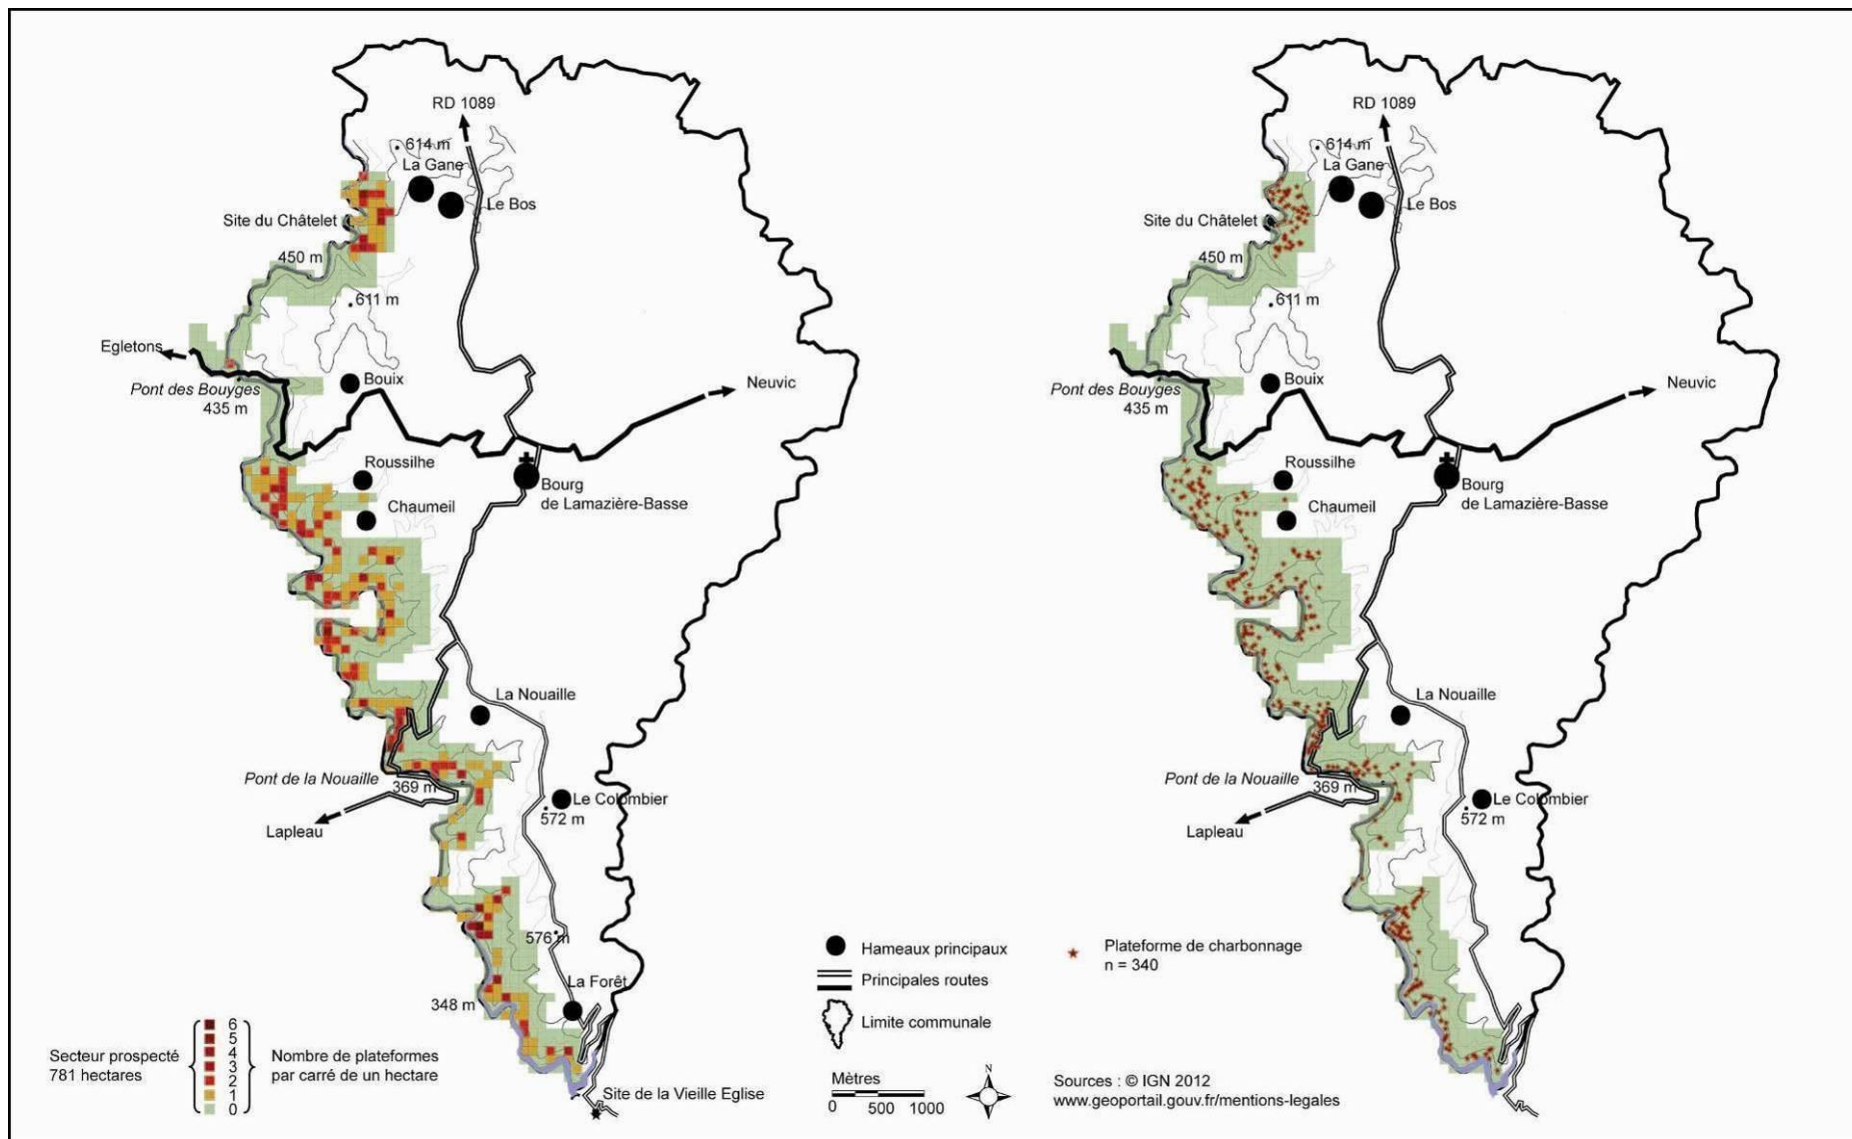 RD 1089
614 m
La Gane
Le Bos
Site du Châtelet
450 m
611 m
Egletons
Pont des Bouyges
435 m
Bouix
Neuvic
Roussilhe
Chaumeil
Bourg
de Lamazière-Basse
La Nouaille
Pont de la Nouaille
369 m
Le Colombier
572 m
Lapleau
576 m
La Forêt
348 m
Site de la Vieille Eglise
Secteur prospecté
781 hectares
6
5
4
3
2
1
0
Nombre de plateformes
par carré de un hectare
Hameaux principaux
Principales routes
Limite communale
Mètres
0 500 1000
N
Plateforme de charbonnage
n = 340
Sources : © IGN 2012
www.geoportail.gouv.fr/mentions-legales
RD 1089
614 m
La Gane
Le Bos
Site du Châtelet
450 m
611 m
Pont des Bouyges
435 m
Bouix
Neuvic
Roussilhe
Chaumeil
Bourg
de Lamazière-Basse
La Nouaille
Pont de la Nouaille
369 m
Le Colombier
572 m
Lapleau